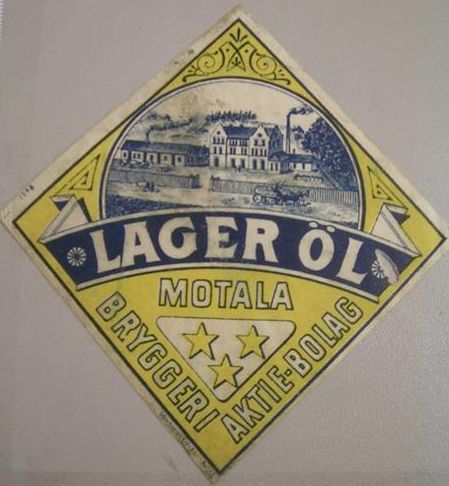 LAGER ÖL
MOTALA
BRYGGERI
AKTIE-BOLAG